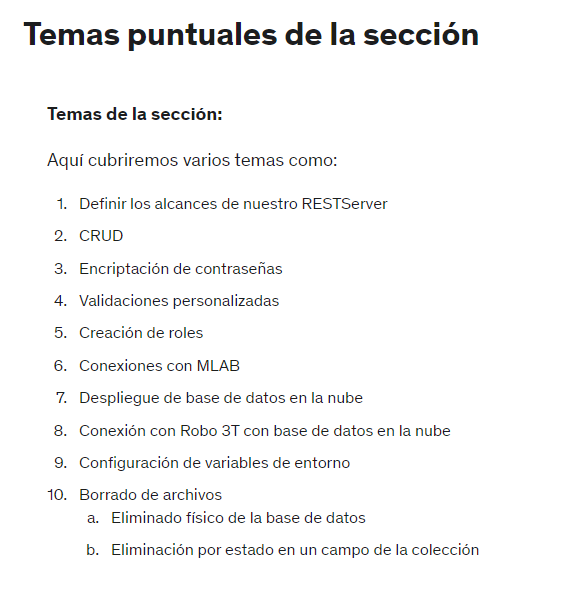 Temas puntuales de la sección
Temas de la sección:
Aquí cubriremos varios temas como:
1. Definir los alcances de nuestro RESTServer
2. CRUD
3. Encriptación de contraseñas
4. Validaciones personalizadas
5. Creación de roles
6. Conexiones con MLAB
7. Despliegue de base de datos en la nube
8. Conexión con Robo 3T con base de datos en la nube
9. Configuración de variables de entorno
10. Borrado de archivos
a. Eliminado físico de la base de datos
b. Eliminación por estado en un campo de la colección